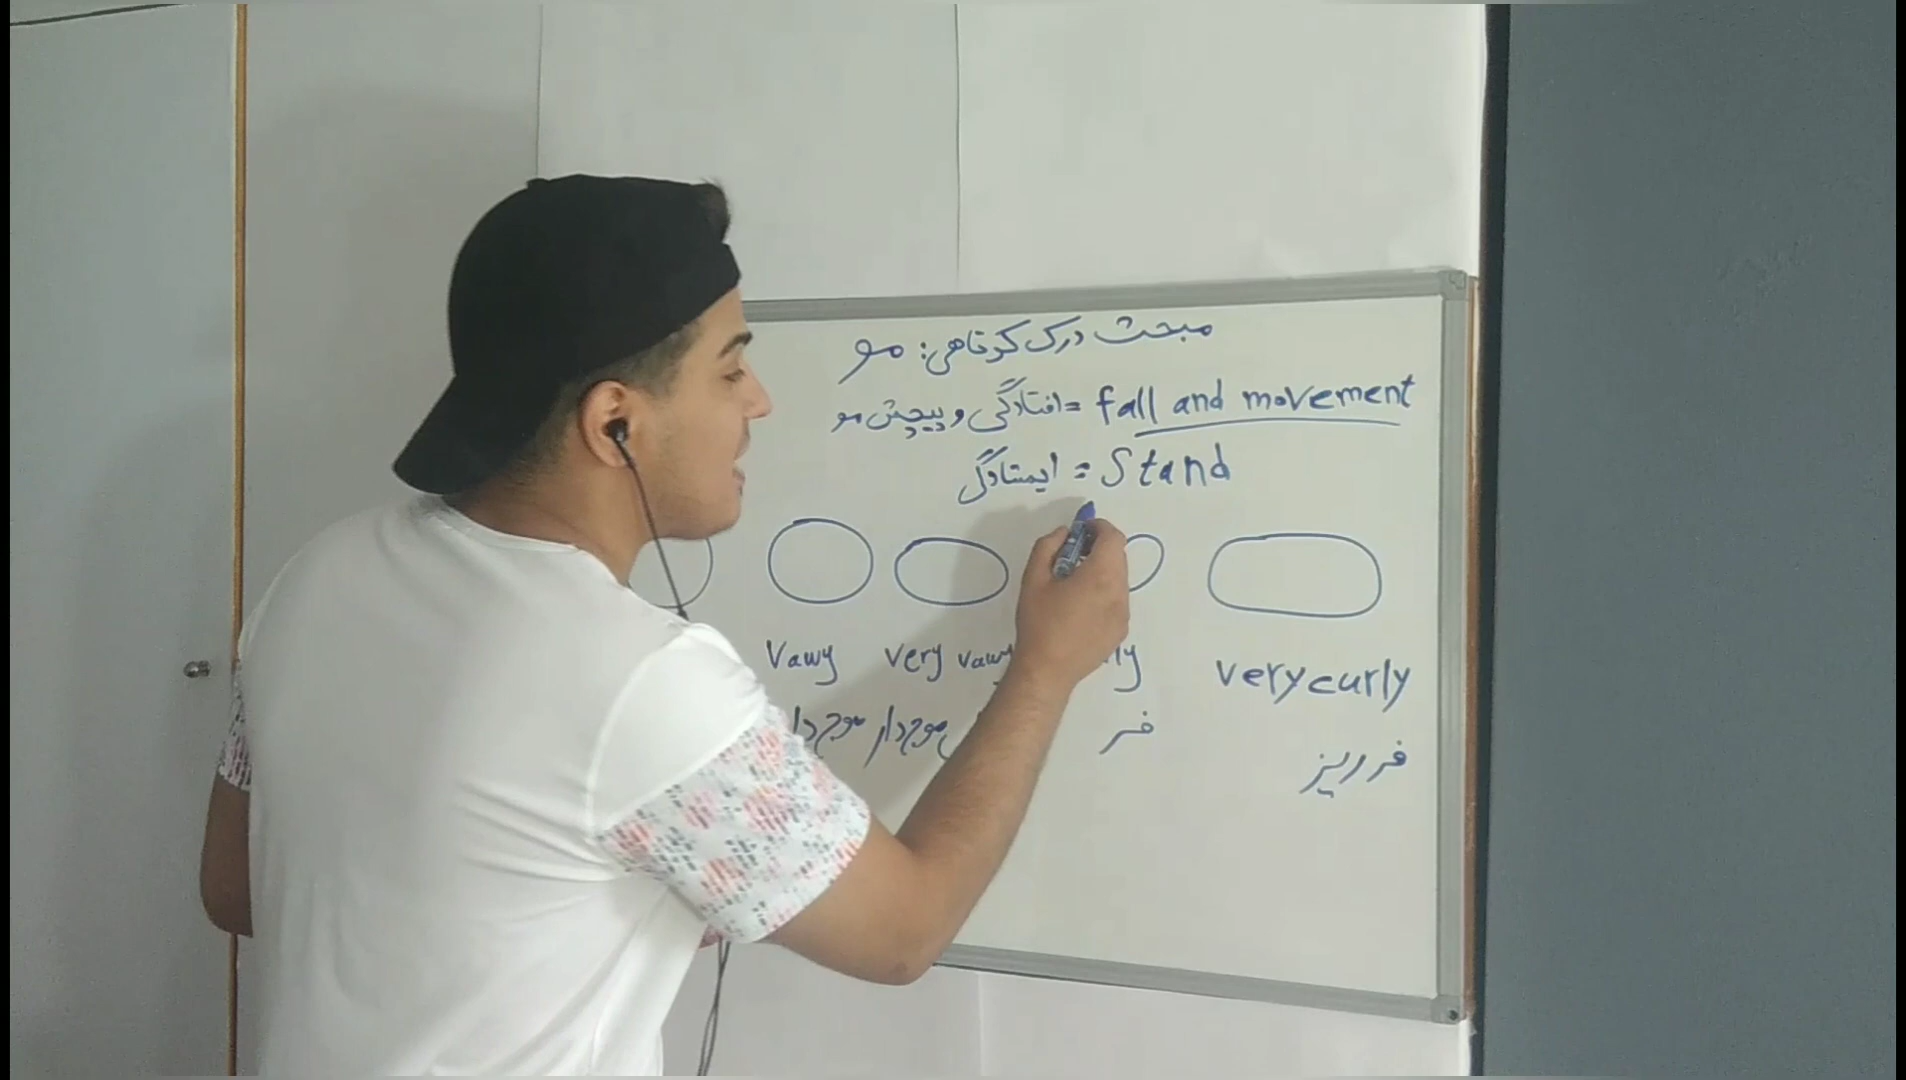 مبحث درک کوتاهی: مو
افتادگی و پیچش مو = fall and movement
ایستادگی = Stand
Vawy very vawy very curly
موج‌دار فر
فر ریز